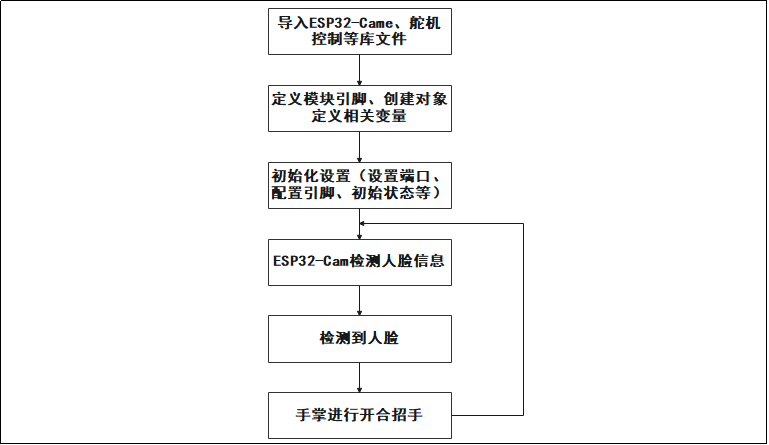 导入ESP32-Came、舵机
控制等库文件
定义模块引脚、创建对象
定义相关变量
初始化设置（设置端口、
配置引脚、初始状态等）
ESP32-Cam检测人脸信息
检测到人脸
手掌进行开合招手